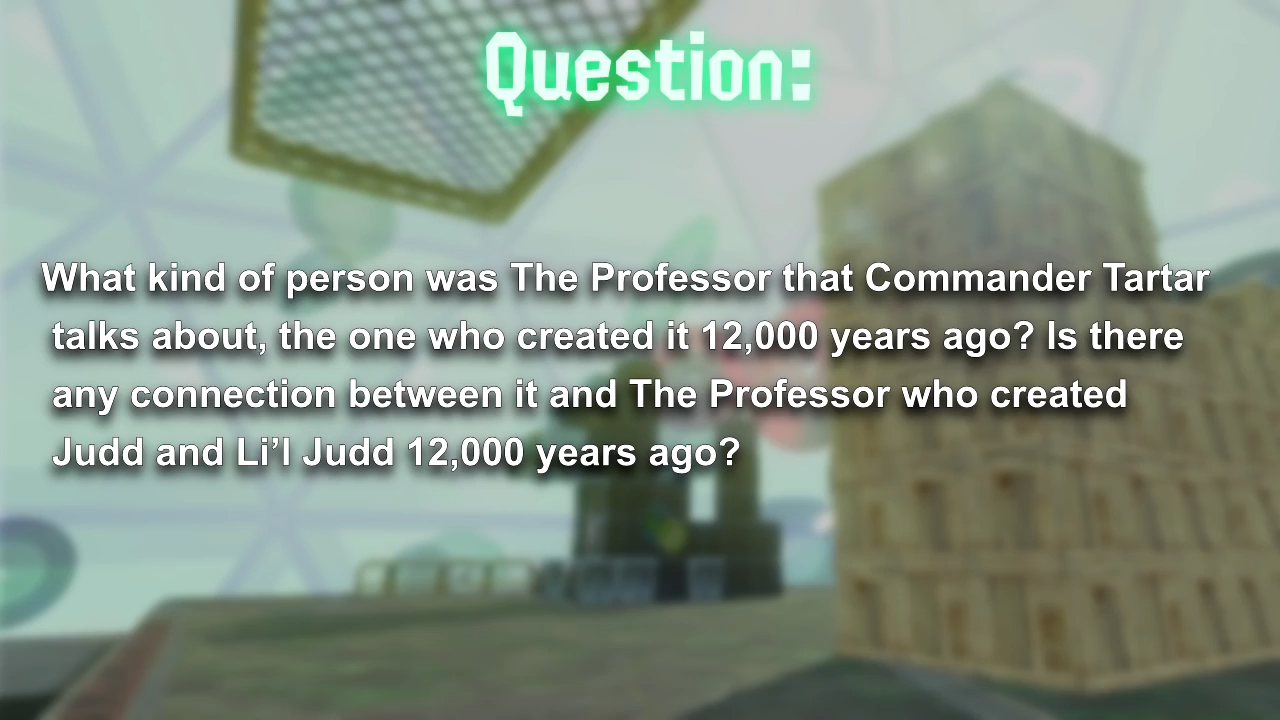 Question:
What kind of person was The Professor that Commander Tartar
talks about, the one who created it 12,000 years ago? Is there
any connection between it and The Professor who created
Judd and Li’l Judd 12,000 years ago?